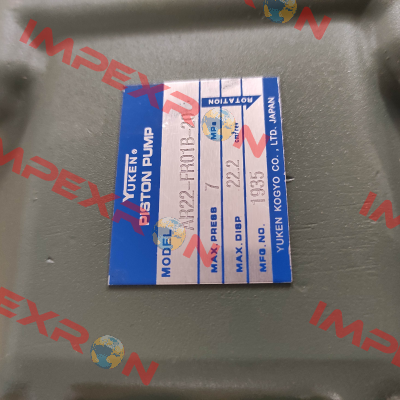 YUKEN®
PISTON PUMP
MODEL AR22-FR01B-20
MAX. PRESS 7 MPa ROTATION
MAX. DISP 22.2 cm³/rev
MFG. NO. 1935
YUKEN KOGYO CO., LTD. JAPAN
IMPEXRON
IMPEXRON
IMPEXRON
IMPEXRON
IMPEXRON